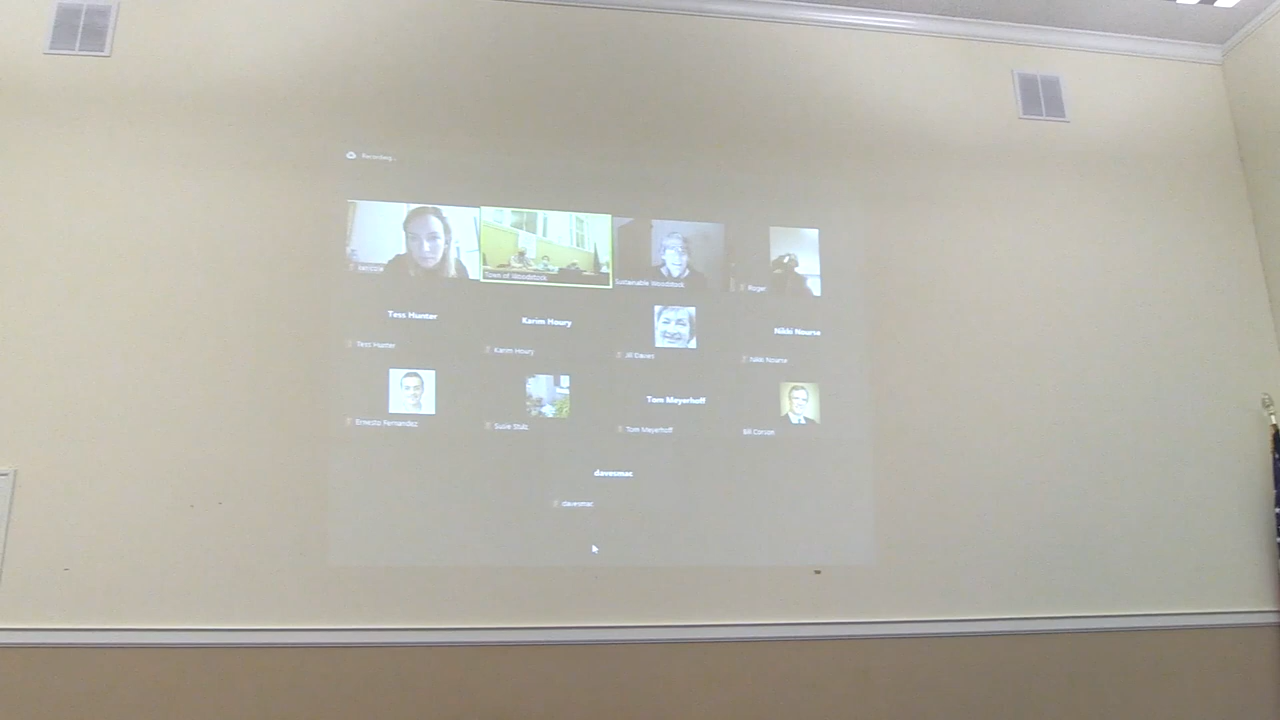 Recording...
Town of Woodstock
Sustainable Woodstock
Roger
Tess Hunter
Karim Houry
Nikki Nourse
Tess Hunter
Karim Houry
Jill Davies
Nikki Nourse
Tom Meyerhoff
Ernesto Fernandez
Susie Stulz
Tom Meyerhoff
Bill Corson
davesmac
davesmac